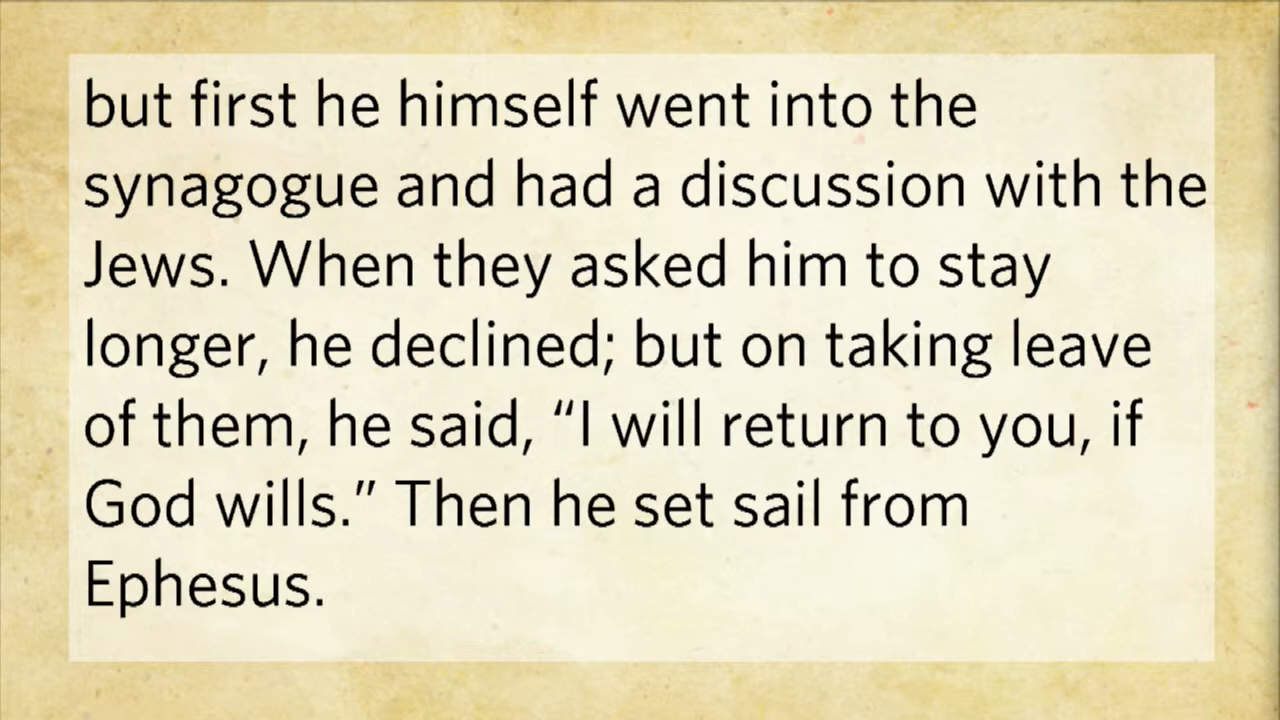 but first he himself went into the
synagogue and had a discussion with the
Jews. When they asked him to stay
longer, he declined; but on taking leave
of them, he said, “I will return to you, if
God wills.” Then he set sail from
Ephesus.